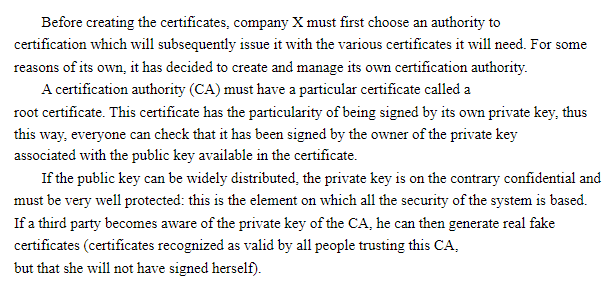 Before creating the certificates, company X must first choose an authority to
certification which will subsequently issue it with the various certificates it will need. For some
reasons of its own, it has decided to create and manage its own certification authority.
A certification authority (CA) must have a particular certificate called a
root certificate. This certificate has the particularity of being signed by its own private key, thus
this way, everyone can check that it has been signed by the owner of the private key
associated with the public key available in the certificate.
If the public key can be widely distributed, the private key is on the contrary confidential and
must be very well protected: this is the element on which all the security of the system is based.
If a third party becomes aware of the private key of the CA, he can then generate real fake
certificates (certificates recognized as valid by all people trusting this CA,
but that she will not have signed herself).